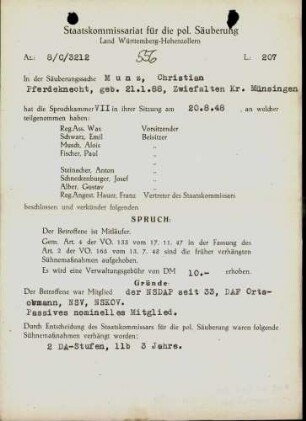 Staatskommissariat für die pol. Säuberung
Land Württemberg-Hohenzollern
Az.: 8/C/3212 556 L: 207
In der Säuberungssache Munz, Christian
Pferdeknecht, geb. 21.1.88, Zwiefalten Kr. Münsingen
hat die Spruchkammer VII in ihrer Sitzung am 20.8.48, an welcher
teilgenommen haben:
Reg.Ass. Wax Vorsitzender
Schwarz, Emil Beisitzer
Musch, Alois "
Fischer, Paul "
Steinecker, Anton "
Schneckenburger, Josef "
Alber, Gustav "
Reg.Angest. Hauer, Franz Vertreter des Staatskommissars
beschlossen und verkündet folgenden
SPRUCH:
Der Betroffene ist Mitläufer.
Gem. Art. 4 der VO. 133 vom 17. 11. 47 in der Fassung des
Art. 2 der VO. 165 vom 13. 7. 48 sind die früher verhängten
Sühnemaßnahmen aufgehoben.
Es wird eine Verwaltungsgebühr von DM 10.- erhoben.
Gründe:
Der Betroffene war Mitglied der NSDAP seit 33, DAF Orts-
obmann, NSV, NSKOV.
Passives nominelles Mitglied.
Durch Entscheidung des Staatskommissars für die pol. Säuberung waren folgende
Sühnemaßnahmen verhängt worden:
2 DA-Stufen, 11b 3 Jahre.